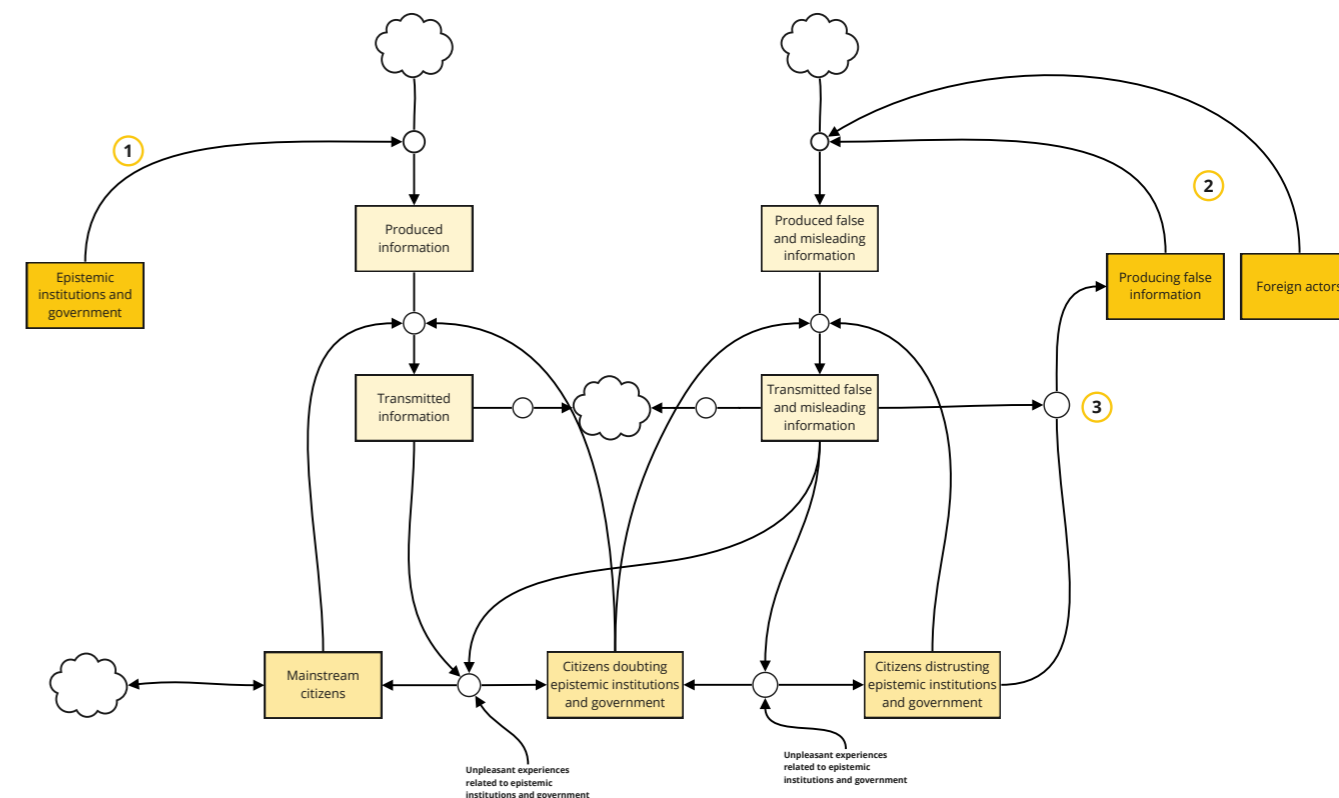 1
2
Produced
information
Produced false
and misleading
information
Epistemic
institutions and
government
Producing false
information
Foreign actors
Transmitted
information
Transmitted false
and misleading
information
3
Mainstream
citizens
Citizens doubting
epistemic institutions
and government
Citizens distrusting
epistemic institutions
and government
Unpleasant experiences
related to epistemic
institutions and government
Unpleasant experiences
related to epistemic
institutions and government